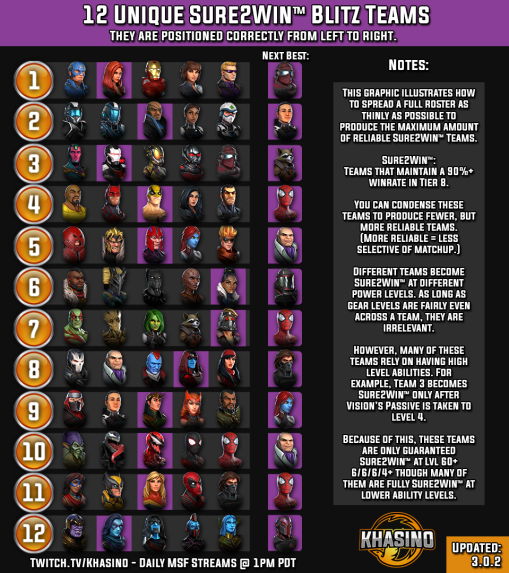 12 Unique Sure2Win™ Blitz Teams
They are positioned correctly from left to right.
Next Best:
1
2
3
4
5
6
7
8
9
10
11
12
Notes:
This graphic illustrates how
to spread a full roster as
thinly as possible to
produce the maximum amount
of reliable Sure2Win™ Teams.
Sure2Win™:
Teams that maintain a 90%+
winrate in Tier 8.
You can condense these
teams to produce fewer, but
more reliable teams.
(More reliable = less
selective of matchup.)
Different teams become
Sure2Win™ at different
power levels. As long as
gear levels are fairly even
across a team, they are
irrelevant.
However, many of these
teams rely on having high
level abilities. For
example, Team 3 becomes
Sure2Win™ only after
Vision's Passive is taken to
level 4.
Because of this, these teams
are only guaranteed
Sure2Win™ at Lvl 60+
6/6/6/4+ though many of
them are fully Sure2Win™ at
lower ability levels.
Khasino
Updated:
3.0.2
Twitch.tv/Khasino - Daily MSF Streams @ 1PM PDT